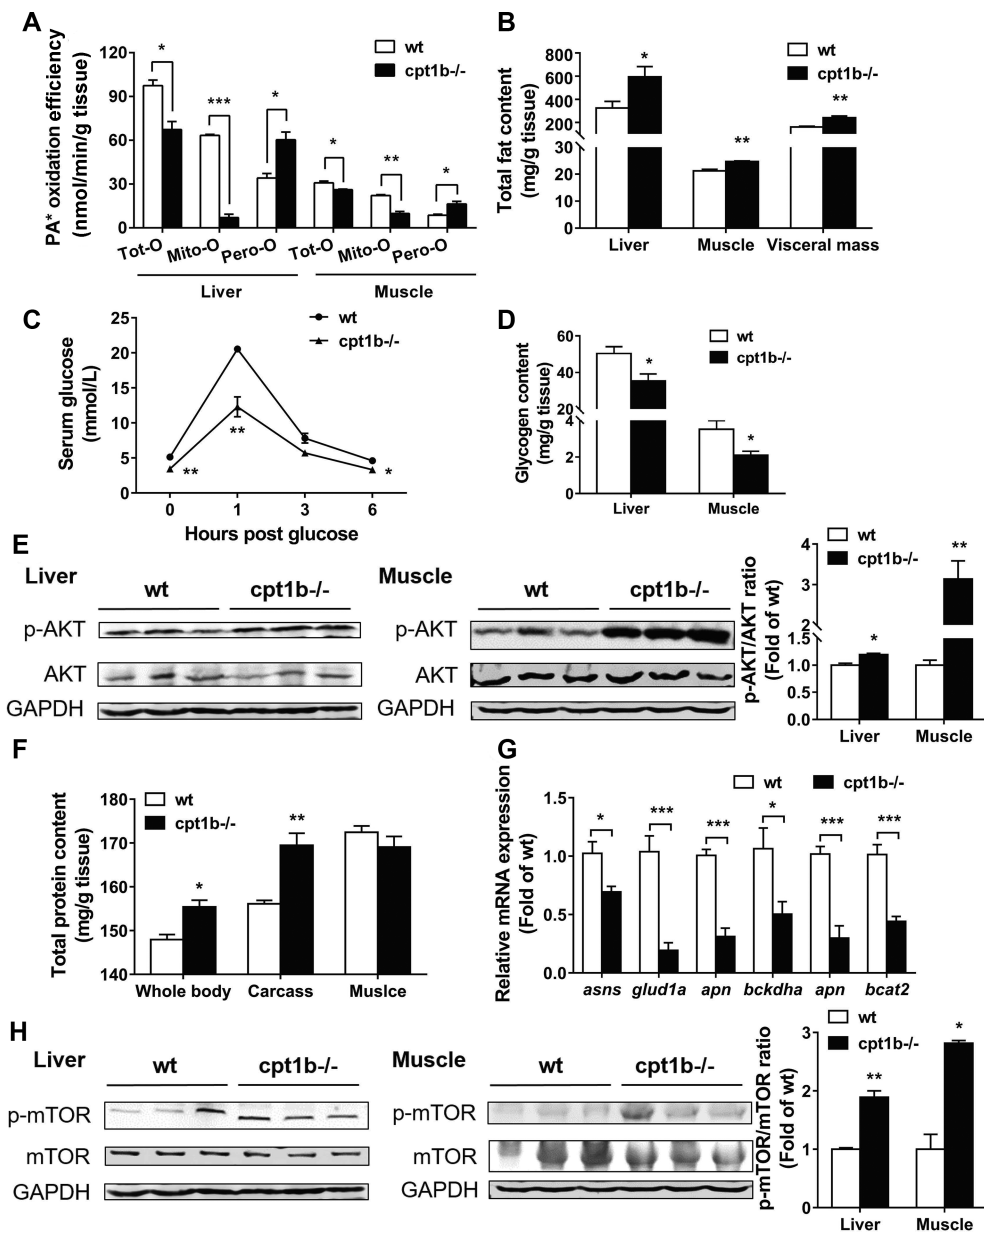 A
PA* oxidation efficiency
(nmol/min/g tissue)
120
90
60
30
0
wt
cpt1b-/-
*
***
*
*
**
*
Tot-O
Mito-O
Pero-O
Tot-O
Mito-O
Pero-O
Liver
Muscle
B
Total fat content
(mg/g tissue)
800
600
400
200
30
20
10
0
wt
cpt1b-/-
*
**
**
Liver
Muscle
Visceral mass
C
Serum glucose
(mmol/L)
25
20
15
10
5
0
wt
cpt1b-/-
**
**
*
0
1
3
6
Hours post glucose
D
Glycogen content
(mg/g tissue)
60
40
20
4
2
0
wt
cpt1b-/-
*
*
Liver
Muscle
E
Liver
wt
cpt1b-/-
p-AKT
AKT
GAPDH
Muscle
wt
cpt1b-/-
p-AKT
AKT
GAPDH
p-AKT/AKT ratio
(Fold of wt)
4
3
2
1.5
1.0
0.5
0.0
wt
cpt1b-/-
*
**
Liver
Muscle
F
Total protein content
(mg/g tissue)
180
170
160
150
140
wt
cpt1b-/-
*
**
Whole body
Carcass
Muslce
G
Relative mRNA expression
(Fold of wt)
1.5
1.0
0.5
0.0
wt
cpt1b-/-
*
***
***
*
***
***
asns
glud1a
apn
bckdha
apn
bcat2
H
Liver
wt
cpt1b-/-
p-mTOR
mTOR
GAPDH
Muscle
wt
cpt1b-/-
p-mTOR
mTOR
GAPDH
p-mTOR/mTOR ratio
(Fold of wt)
3
2
1
0
wt
cpt1b-/-
**
*
Liver
Muscle